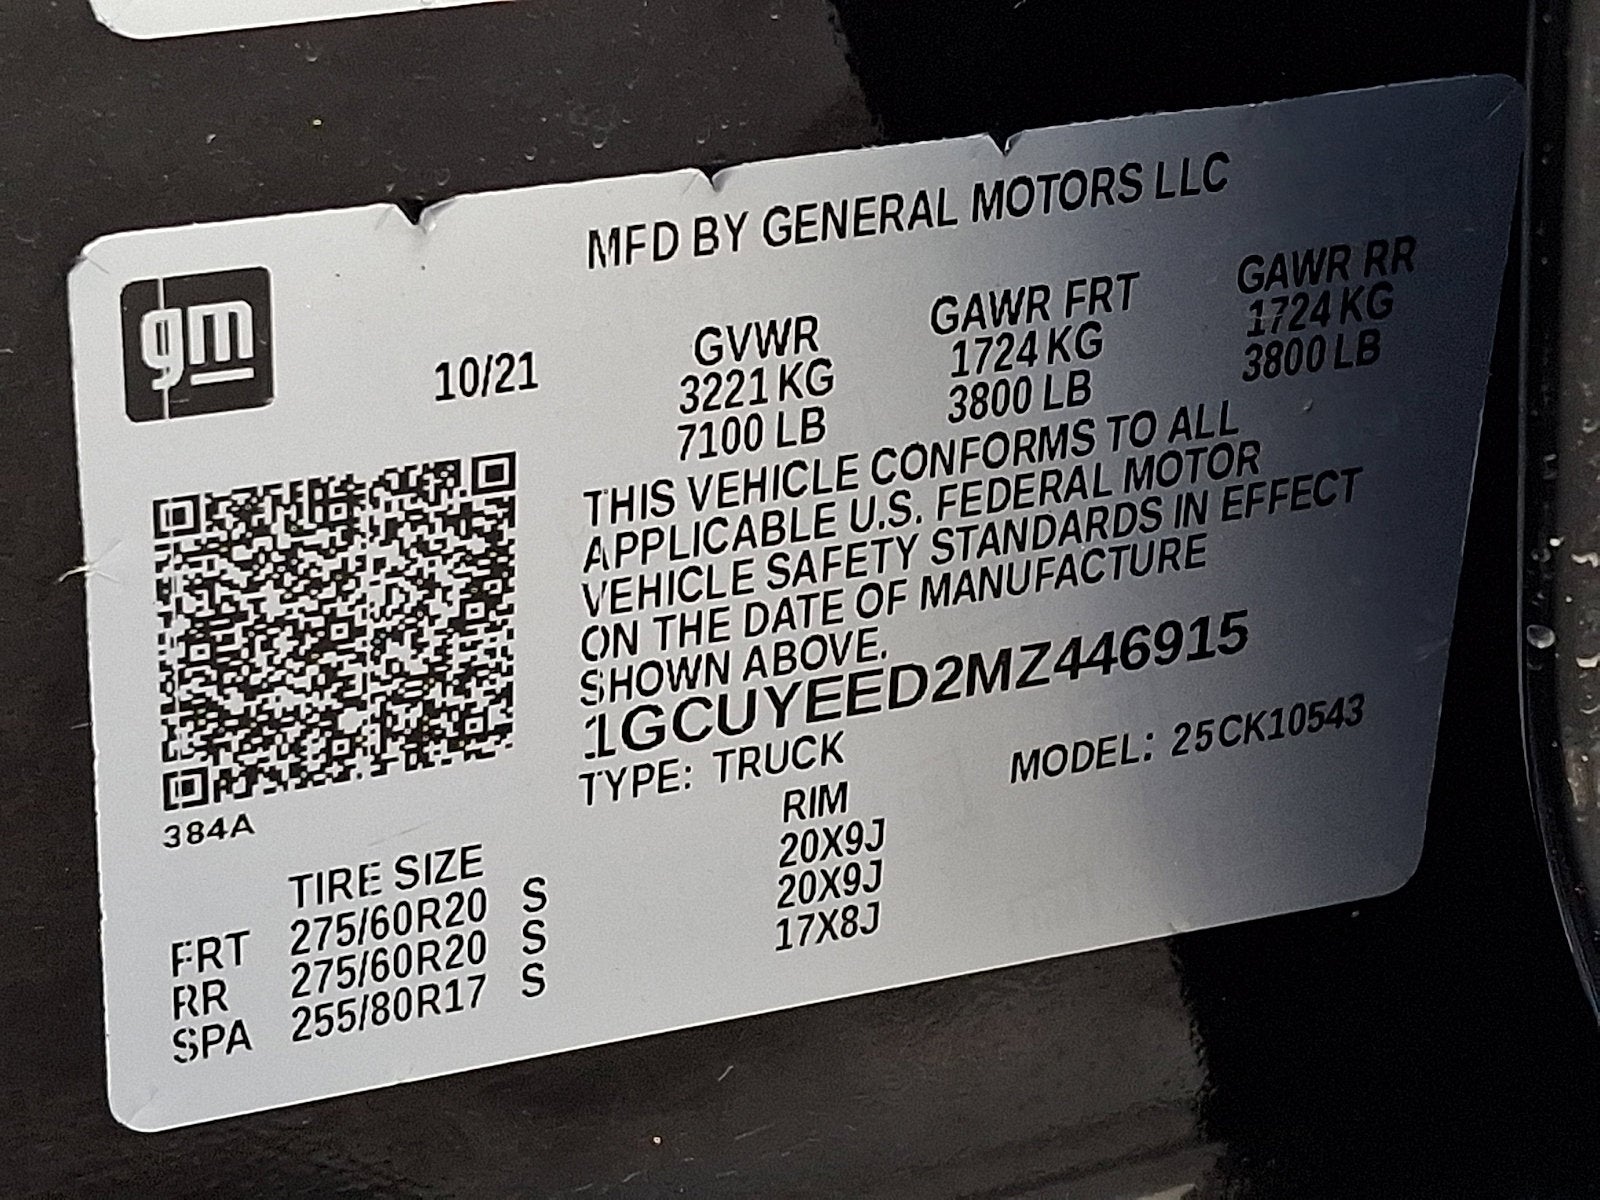 MFD BY GENERAL MOTORS LLC
gm
10/21
GVWR GAWR FRT GAWR RR
3221 KG 1724 KG 1724 KG
7100 LB 3800 LB 3800 LB
THIS VEHICLE CONFORMS TO ALL
APPLICABLE U.S. FEDERAL MOTOR
VEHICLE SAFETY STANDARDS IN EFFECT
ON THE DATE OF MANUFACTURE
SHOWN ABOVE.
1GCUYEED2MZ446915
TYPE: TRUCK MODEL: 25CK10543
384A
TIRE SIZE RIM
FRT 275/60R20 S 20X9J
RR 275/60R20 S 20X9J
SPA 255/80R17 S 17X8J